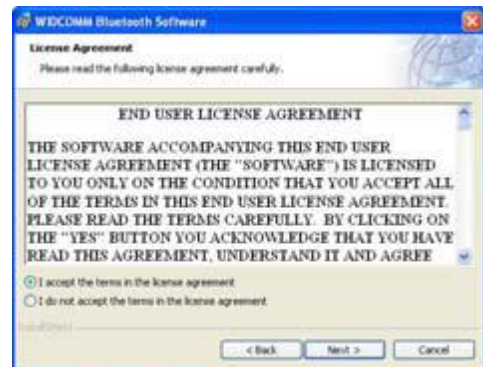 WIDCOMM Bluetooth Software
License Agreement
Please read the following license agreement carefully.
END USER LICENSE AGREEMENT
THE SOFTWARE ACCOMPANYING THIS END USER
LICENSE AGREEMENT (THE "SOFTWARE") IS LICENSED
TO YOU ONLY ON THE CONDITION THAT YOU ACCEPT ALL
OF THE TERMS IN THIS END USER LICENSE AGREEMENT.
PLEASE READ THE TERMS CAREFULLY. BY CLICKING ON
THE "YES" BUTTON YOU ACKNOWLEDGE THAT YOU HAVE
READ THIS AGREEMENT, UNDERSTAND IT AND AGREE
I accept the terms in the license agreement
I do not accept the terms in the license agreement
InstallShield
< Back Next > Cancel